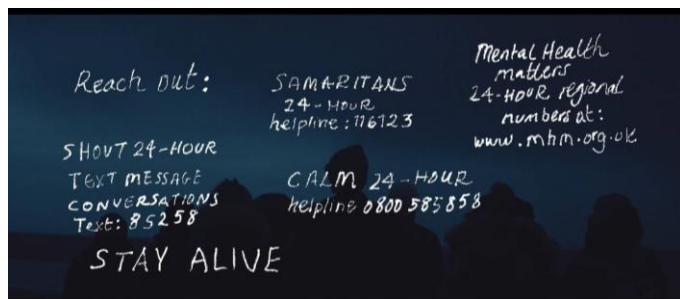 Reach out:
SAMARITANS
24-HOUR
helpline: 116123
Mental Health
matters
24-HOUR regional
numbers at:
www.mhm.org.uk
SHOUT 24-HOUR
TEXT MESSAGE
CONVERSATIONS
Text: 85258
CALM 24-HOUR
helpline 0800 585858
STAY ALIVE